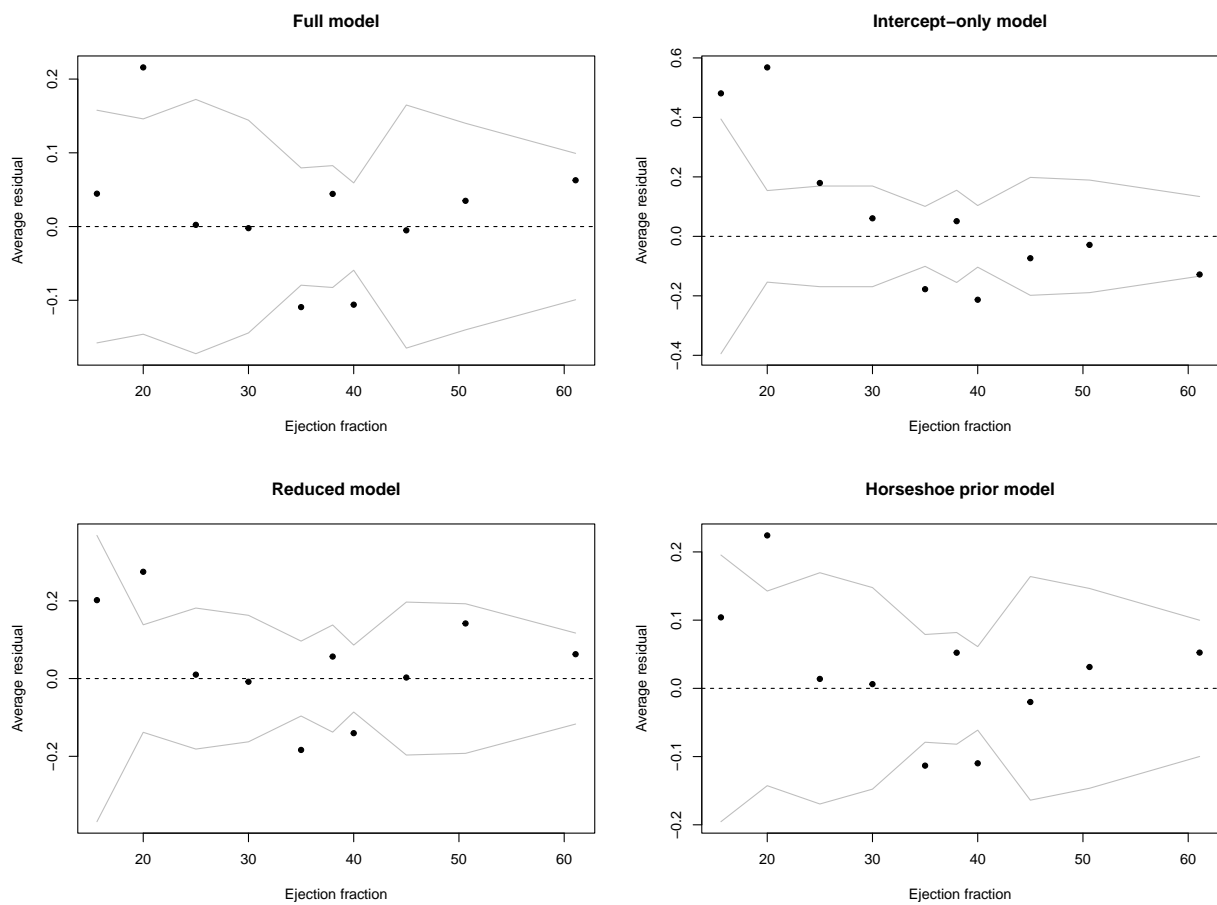 Full model
Average residual
0.2
0.1
0.0
−0.1
20 30 40 50 60
Ejection fraction
Intercept−only model
Average residual
0.6
0.4
0.2
0.0
−0.2
−0.4
20 30 40 50 60
Ejection fraction
Reduced model
Average residual
0.2
0.0
−0.2
20 30 40 50 60
Ejection fraction
Horseshoe prior model
Average residual
0.2
0.1
0.0
−0.1
−0.2
20 30 40 50 60
Ejection fraction